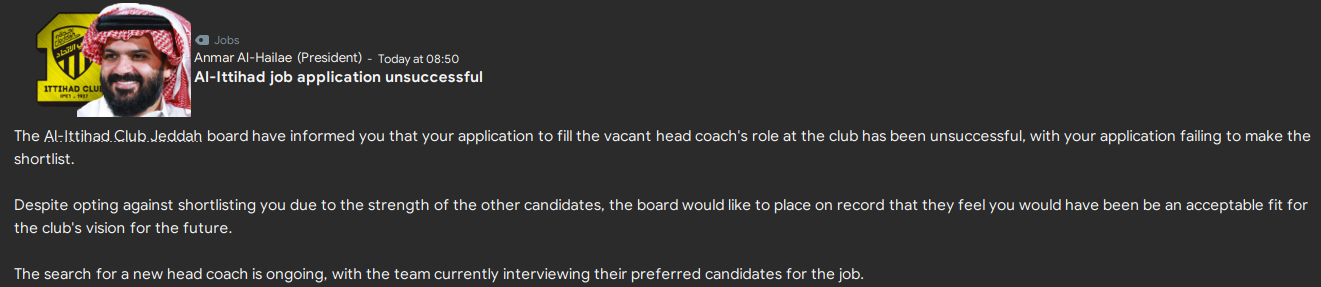 Jobs
Anmar Al-Hailae (President) - Today at 08:50
Al-Ittihad job application unsuccessful
1TTIHAD CLU
The Al-Ittihad Club Jeddah board have informed you that your application to fill the vacant head coach's role at the club has been unsuccessful, with your application failing to make the
shortlist.
Despite opting against shortlisting you due to the strength of the other candidates, the board would like to place on record that they feel you would have been be an acceptable fit for
the club's vision for the future.
The search for a new head coach is ongoing, with the team currently interviewing their preferred candidates for the job.